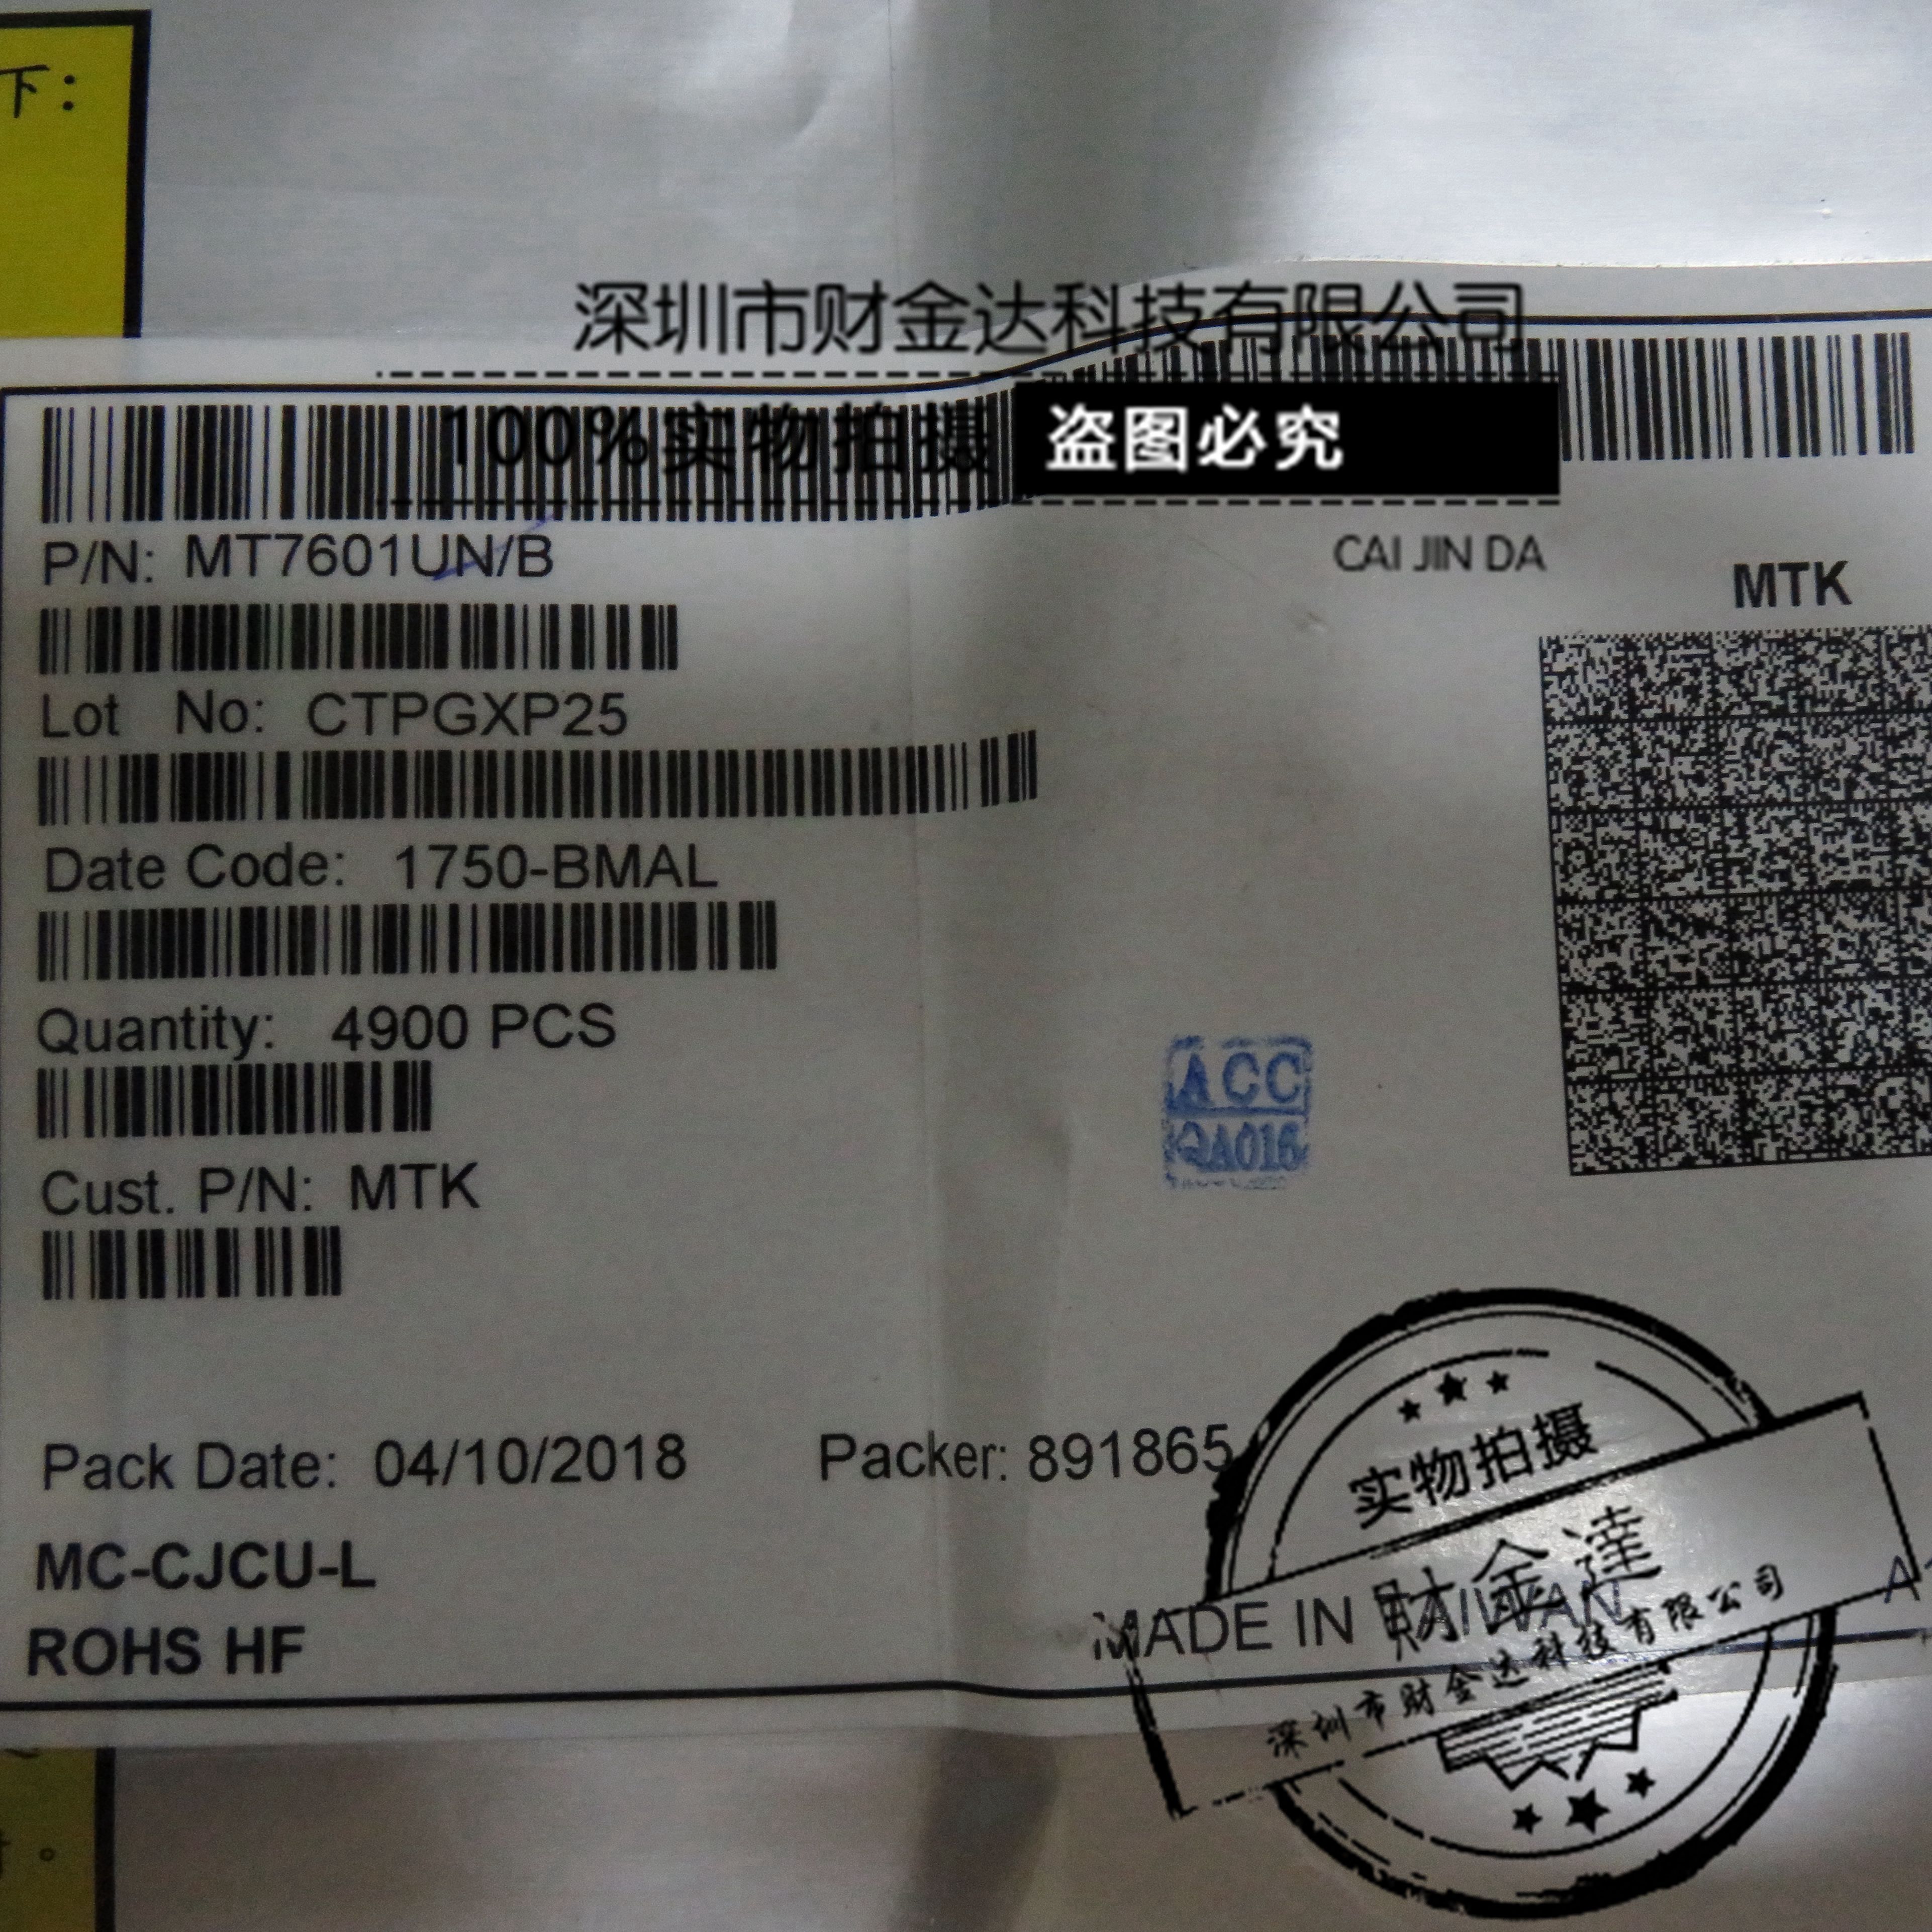 下：
深圳市财金达科技有限公司
100%实物拍摄 盗图必究
CAI JIN DA
P/N: MT7601UN/B
MTK
Lot No: CTPGXP25
Date Code: 1750-BMAL
Quantity: 4900 PCS
ACC
QA016
Cust. P/N: MTK
Pack Date: 04/10/2018 Packer: 891865
实物拍摄
財金達
深圳市财金达科技有限公司
MC-CJCU-L
MADE IN TAIWAN
ROHS HF